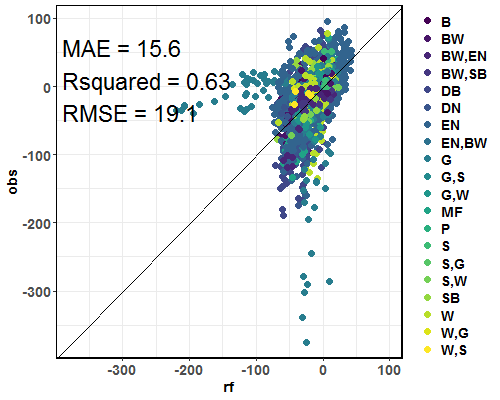 100
0
-100
-200
-300
obs
MAE = 15.6
Rsquared = 0.63
RMSE = 19.1
-300
-200
-100
0
100
rf
B
BW
BW,EN
BW,SB
DB
DN
EN
EN,BW
G
G,S
G,W
MF
P
S
S,G
S,W
SB
W
W,G
W,S